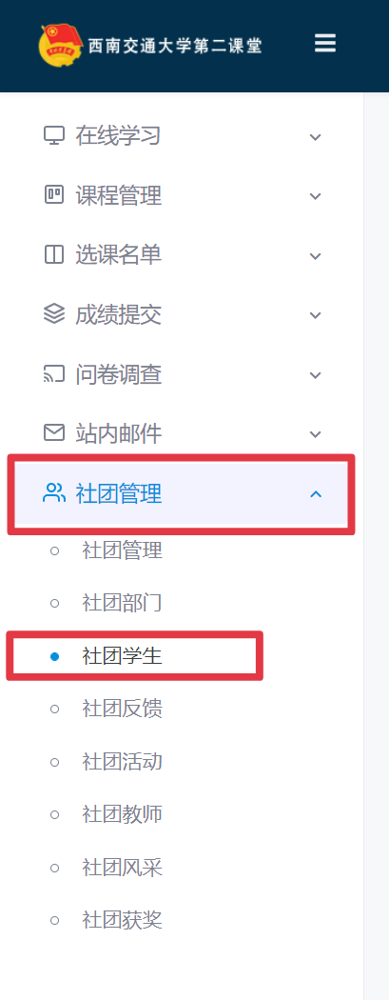 西南交通大学第二课堂
在线学习
课程管理
选课名单
成绩提交
问卷调查
站内邮件
社团管理
社团管理
社团部门
社团学生
社团反馈
社团活动
社团教师
社团风采
社团获奖